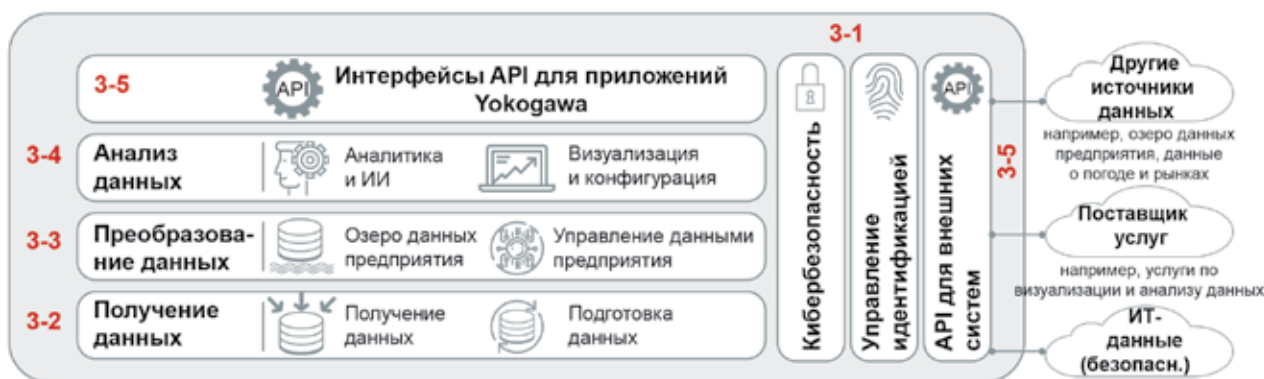 3-1
3-5
API
Интерфейсы API для приложений
Yokogawa
3-4
Анализ
данных
Аналитика
и ИИ
Визуализация
и конфигурация
3-3
Преобразова-
ние данных
Озеро данных
предприятия
Управление данными
предприятия
3-2
Получение
данных
Получение
данных
Подготовка
данных
Кибербезопасность
Управление
идентификацией
API
API для внешних
систем
3-5
Другие
источники
данных
например, озеро данных
предприятия, данные
о погоде и рынках
Поставщик
услуг
например, услуги по
визуализации и анализу данных
ИТ-
данные
(безопасн.)